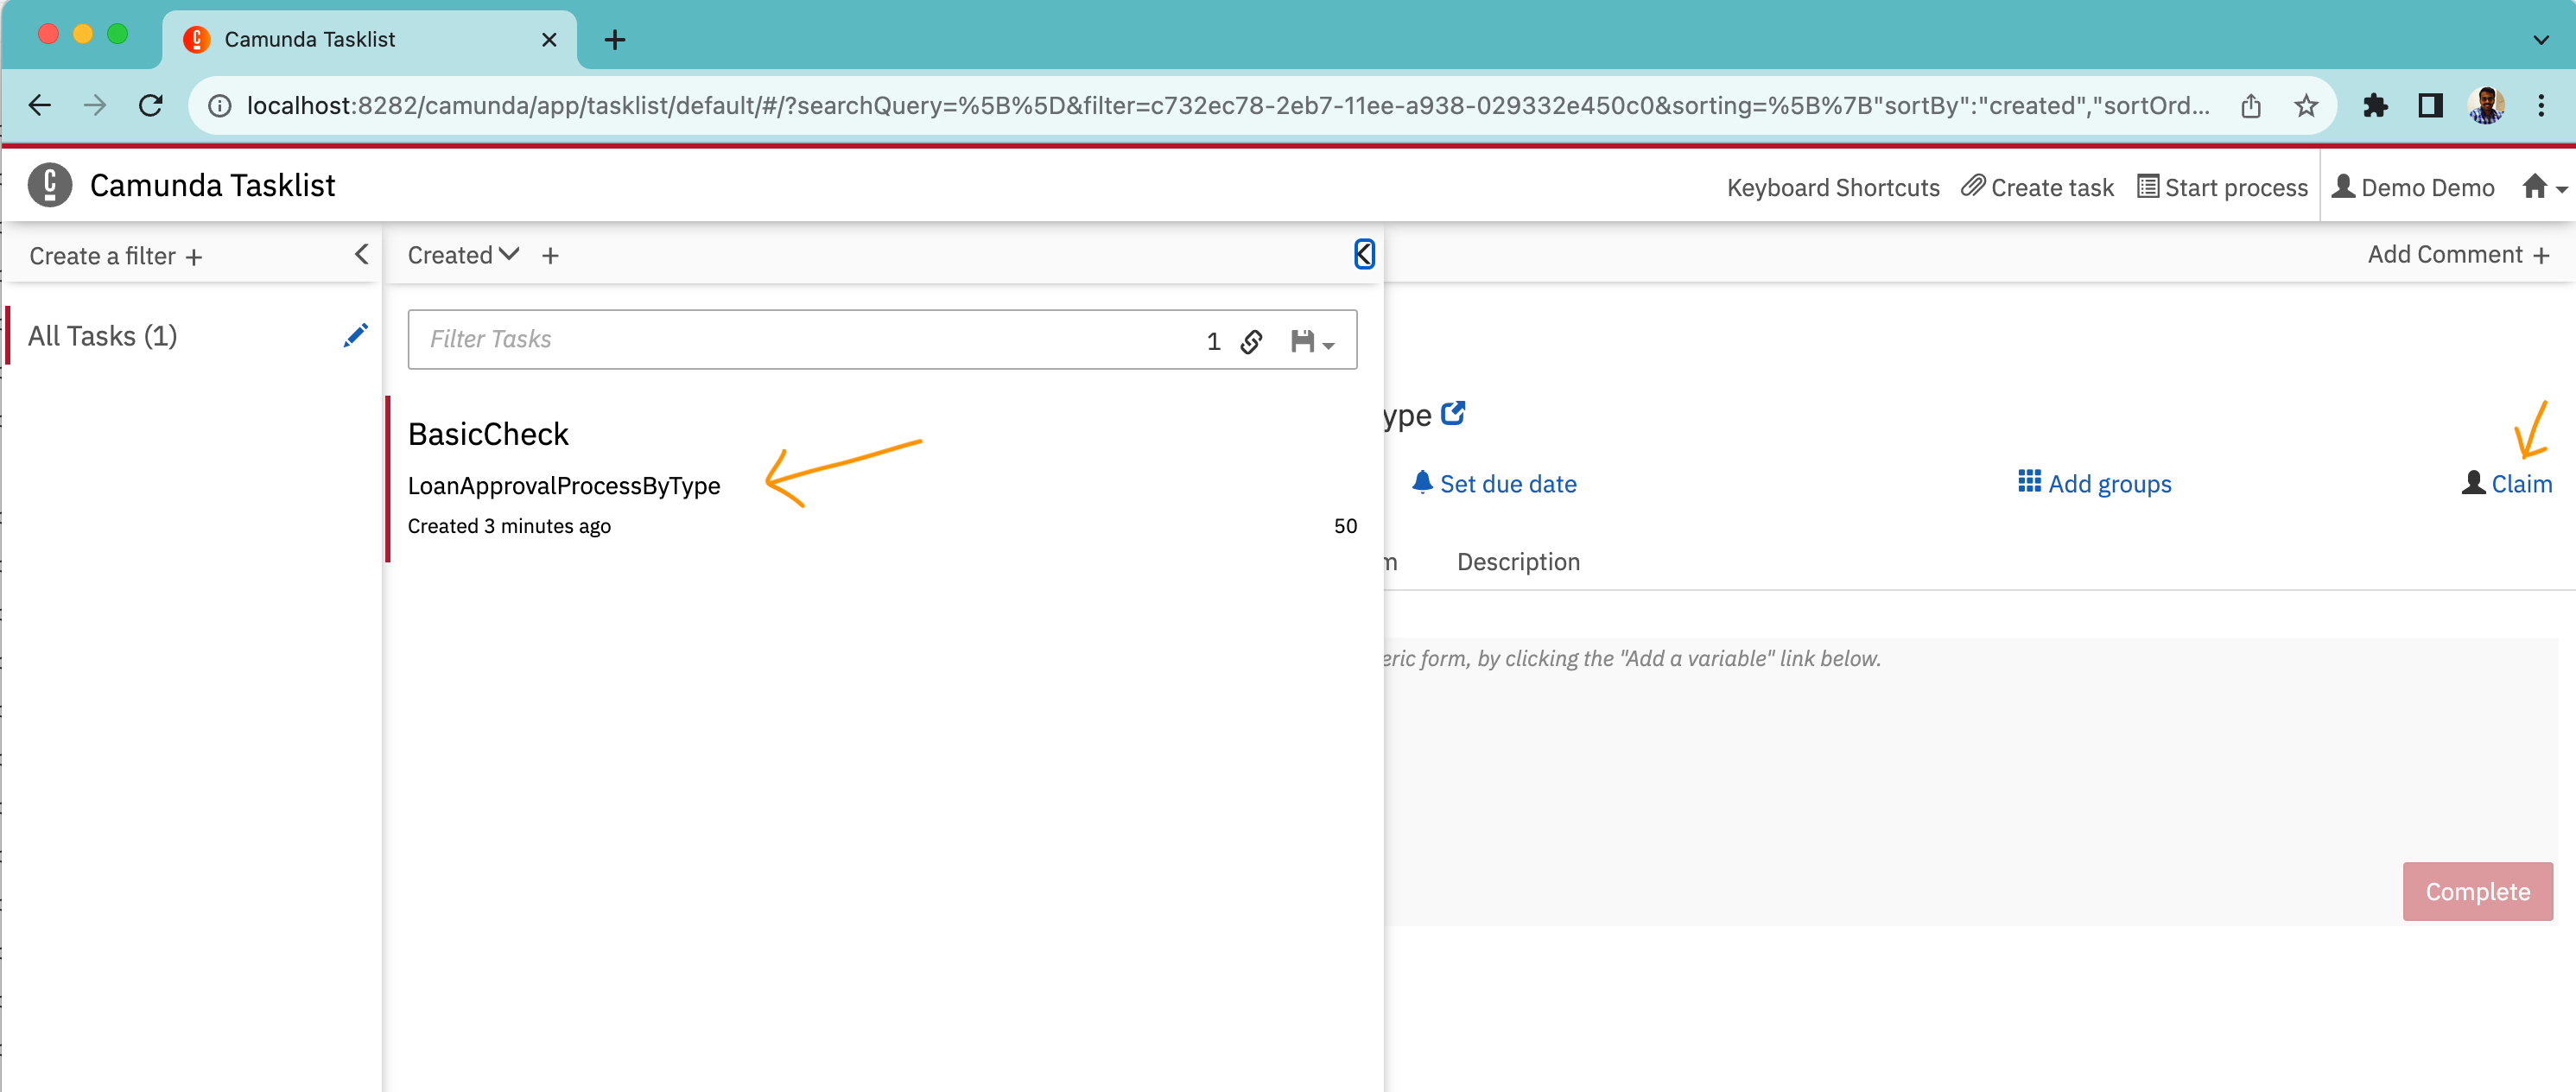 Camunda Tasklist
localhost:8282/camunda/app/tasklist/default/#/?searchQuery=%5B%5D&filter=c732ec78-2eb7-11ee-a938-029332e450c0&sorting=%5B%7B"sortBy":"created","sortOrd...
Camunda Tasklist
Keyboard Shortcuts Create task Start process Demo Demo
Create a filter +
Created +
Add Comment +
All Tasks (1)
Filter Tasks 1
BasicCheck
LoanApprovalProcessByType
Created 3 minutes ago 50
ype
Set due date Add groups Claim
m Description
eric form, by clicking the "Add a variable" link below.
Complete